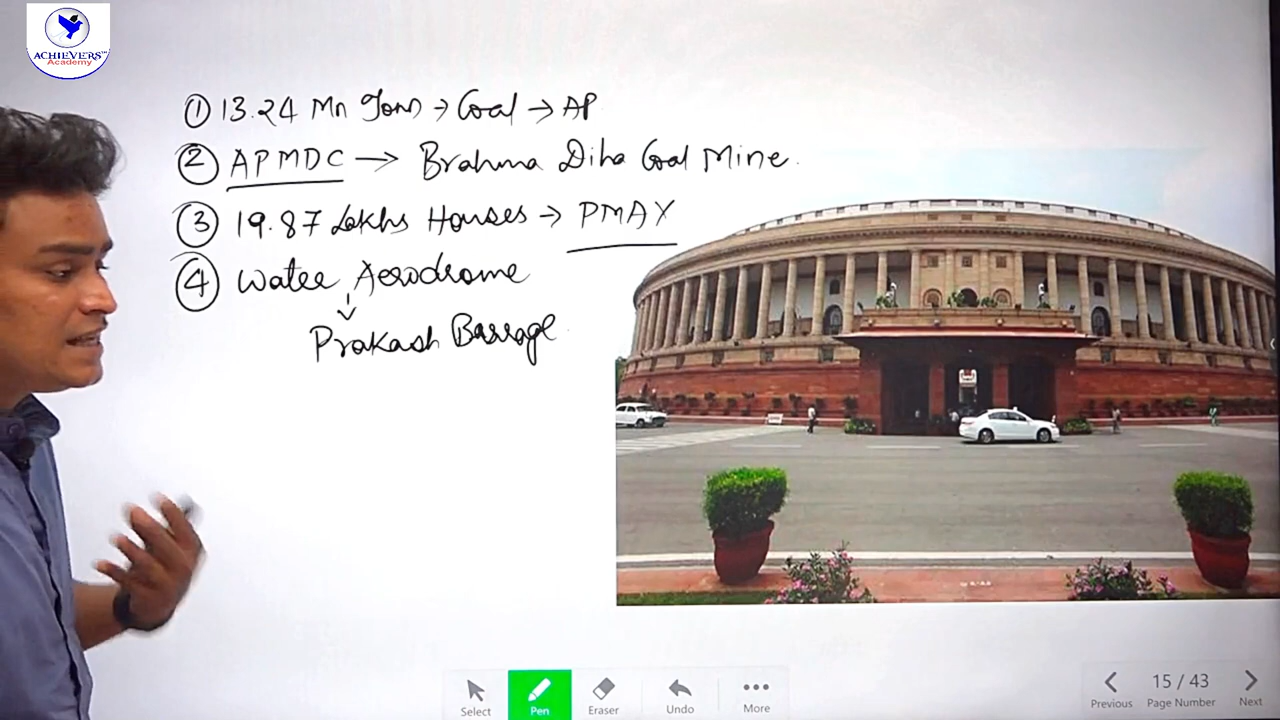 ACHIEVERS™
Academy
① 13.24 Mn Tons → Coal → AP
② APMDC → Brahma Diha Coal Mine.
③ 19.87 Lakhs Houses → PMAY
④ Water Aerodrome
Prakash Barrage
Select
Pen
Eraser
Undo
More
Previous
15 / 43
Page Number
Next